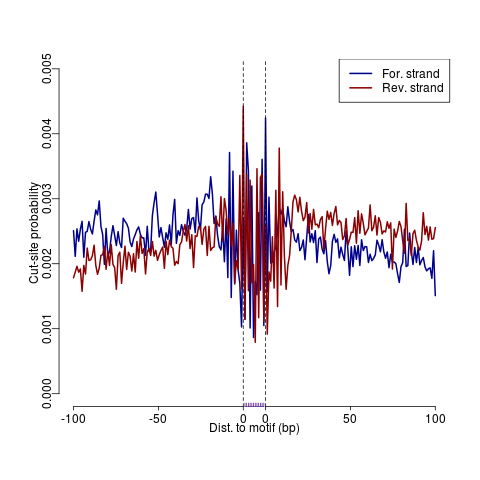 For. strand
Rev. strand
Cut-site probability
0.005
0.004
0.003
0.002
0.001
0.000
-100 -50 0 0 50 100
Dist. to motif (bp)